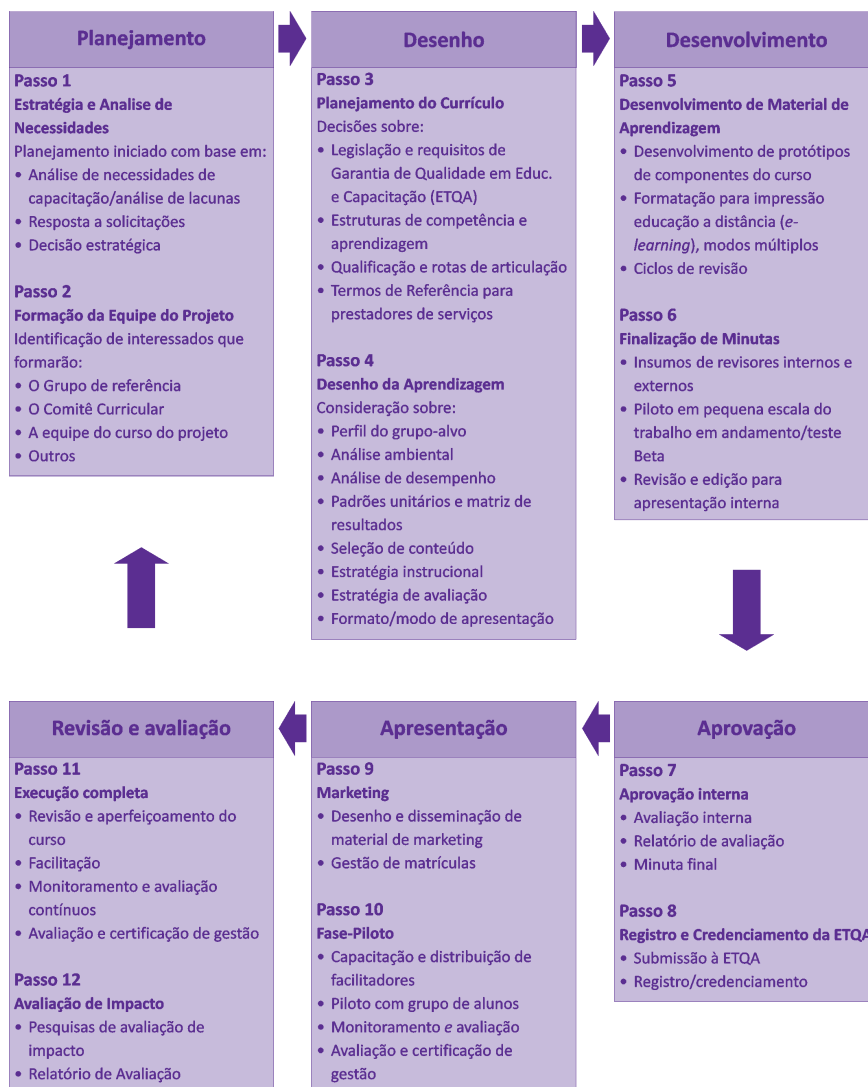 Planejamento
Passo 1
Estratégia e Analise de
Necessidades
Planejamento iniciado com base em:
• Análise de necessidades de
capacitação/análise de lacunas
• Resposta a solicitações
• Decisão estratégica
Passo 2
Formação da Equipe do Projeto
Identificação de interessados que
formarão:
• O Grupo de referência
• O Comitê Curricular
• A equipe do curso do projeto
• Outros
Desenho
Passo 3
Planejamento do Currículo
Decisões sobre:
• Legislação e requisitos de
Garantia de Qualidade em Educ.
e Capacitação (ETQA)
• Estruturas de competência e
aprendizagem
• Qualificação e rotas de articulação
• Termos de Referência para
prestadores de serviços
Passo 4
Desenho da Aprendizagem
Consideração sobre:
• Perfil do grupo-alvo
• Análise ambiental
• Análise de desempenho
• Padrões unitários e matriz de
resultados
• Seleção de conteúdo
• Estratégia instrucional
• Estratégia de avaliação
• Formato/modo de apresentação
Desenvolvimento
Passo 5
Desenvolvimento de Material de
Aprendizagem
• Desenvolvimento de protótipos
de componentes do curso
• Formatação para impressão
educação a distância (e-
learning), modos múltiplos
• Ciclos de revisão
Passo 6
Finalização de Minutas
• Insumos de revisores internos e
externos
• Piloto em pequena escala do
trabalho em andamento/teste
Beta
• Revisão e edição para
apresentação interna
Aprovação
Passo 7
Aprovação interna
• Avaliação interna
• Relatório de avaliação
• Minuta final
Passo 8
Registro e Credenciamento da ETQA
• Submissão à ETQA
• Registro/credenciamento
Apresentação
Passo 9
Marketing
• Desenho e disseminação de
material de marketing
• Gestão de matrículas
Passo 10
Fase-Piloto
• Capacitação e distribuição de
facilitadores
• Piloto com grupo de alunos
• Monitoramento e avaliação
• Avaliação e certificação de
gestão
Revisão e avaliação
Passo 11
Execução completa
• Revisão e aperfeiçoamento do
curso
• Facilitação
• Monitoramento e avaliação
contínuos
• Avaliação e certificação de gestão
Passo 12
Avaliação de Impacto
• Pesquisas de avaliação de
impacto
• Relatório de Avaliação